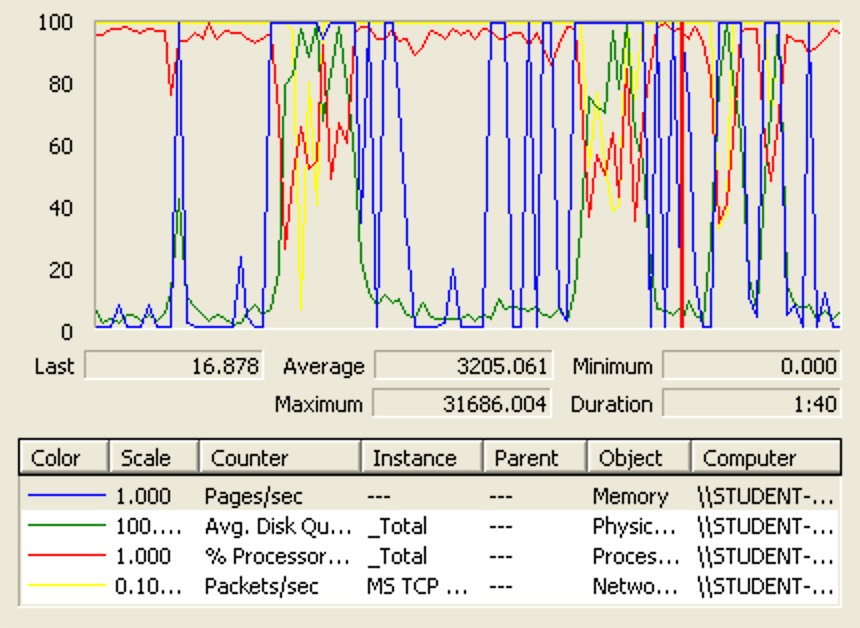 100
80
60
40
20
0
Last 16.878 Average 3205.061 Minimum 0.000
Maximum 31686.004 Duration 1:40
Color Scale Counter Instance Parent Object Computer
1.000 Pages/sec --- --- Memory \\STUDENT-...
100.... Avg. Disk Qu... _Total --- Physic... \\STUDENT-...
1.000 % Processor... _Total --- Proces... \\STUDENT-...
0.10... Packets/sec MS TCP ... --- Netwo... \\STUDENT-...